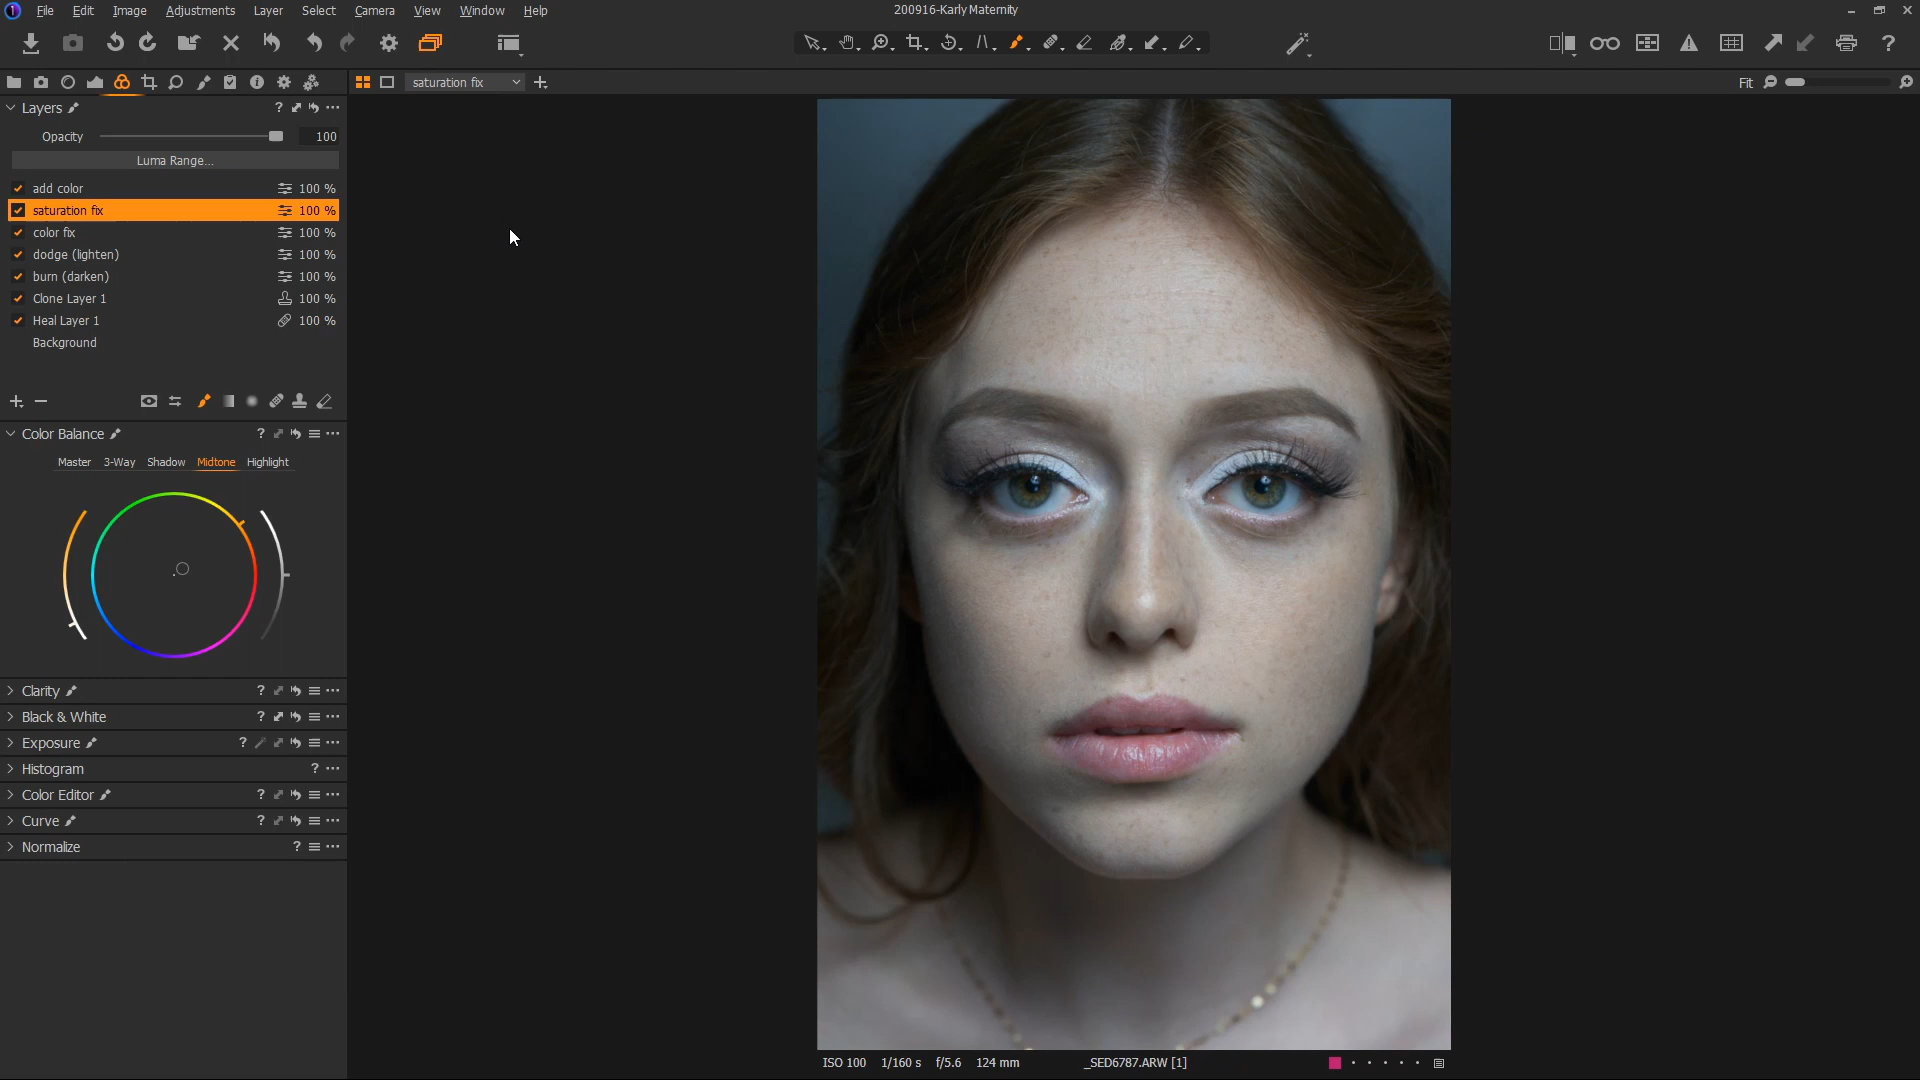 File Edit Image Adjustments Layer Select Camera View Window Help
200916-Karly Maternity
saturation fix
Fit
Layers
Opacity 100
Luma Range...
add color 100 %
saturation fix 100 %
color fix 100 %
dodge (lighten) 100 %
burn (darken) 100 %
Clone Layer 1 100 %
Heal Layer 1 100 %
Background
Color Balance
Master 3-Way Shadow Midtone Highlight
Clarity
Black & White
Exposure
Histogram
Color Editor
Curve
Normalize
ISO 100 1/160 s f/5.6 124 mm _SED6787.ARW [1]